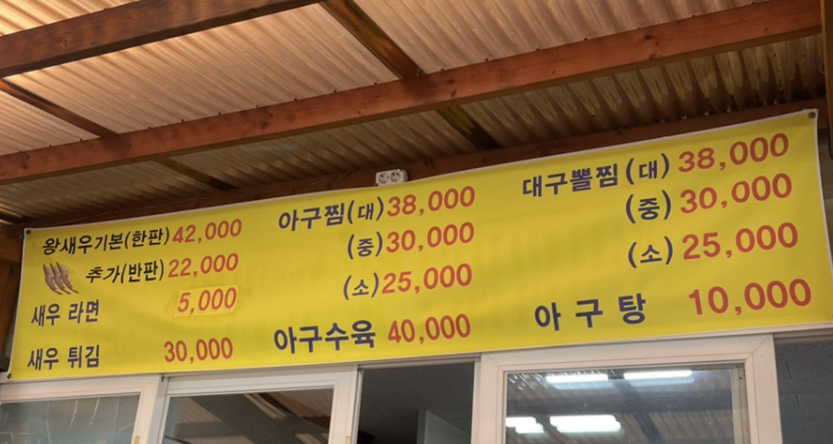 왕새우기본(한판) 42,000
추가(반판) 22,000
새우 라면 5,000
새우 튀김 30,000
아구찜(대) 38,000
(중) 30,000
(소) 25,000
아구수육 40,000
대구뽈찜(대) 38,000
(중) 30,000
(소) 25,000
아구탕 10,000